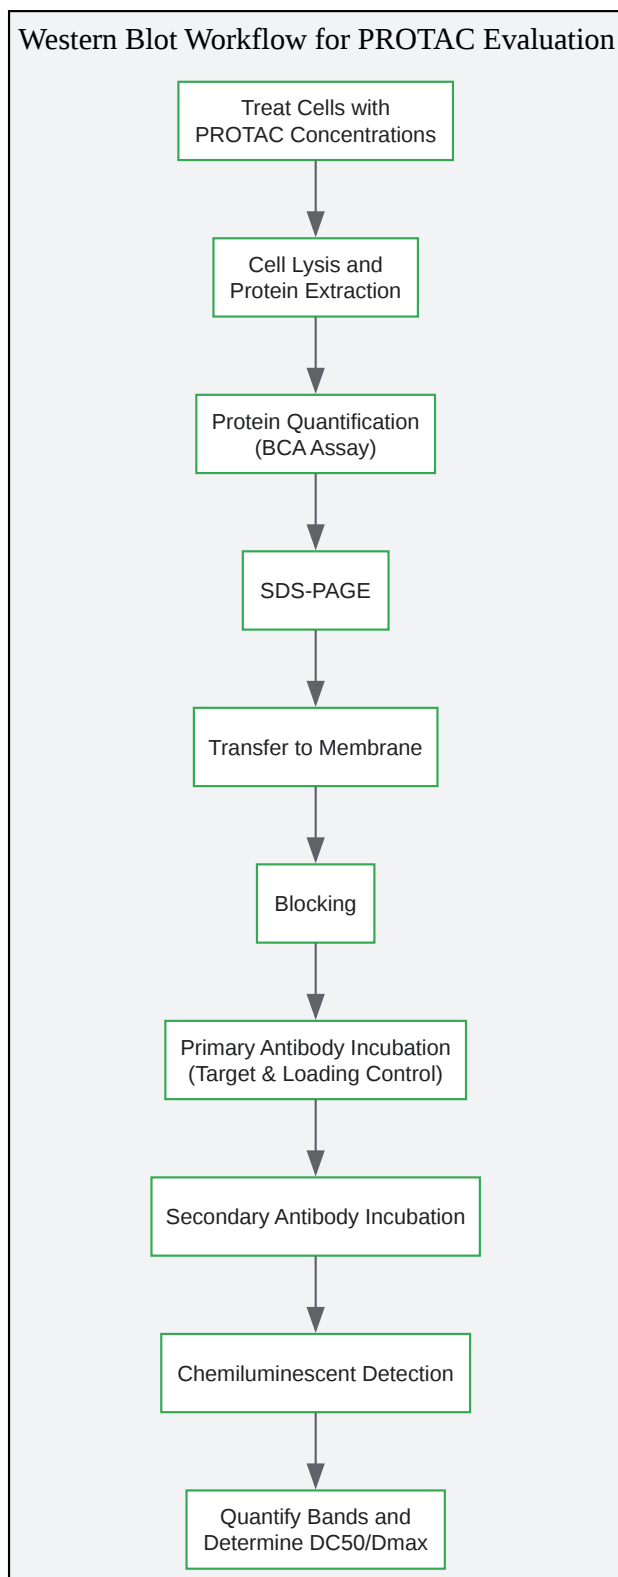 Western Blot Workflow for PROTAC Evaluation
Treat Cells with
PROTAC Concentrations
Cell Lysis and
Protein Extraction
Protein Quantification
(BCA Assay)
SDS-PAGE
Transfer to Membrane
Blocking
Primary Antibody Incubation
(Target & Loading Control)
Secondary Antibody Incubation
Chemiluminescent Detection
Quantify Bands and
Determine DC50/Dmax